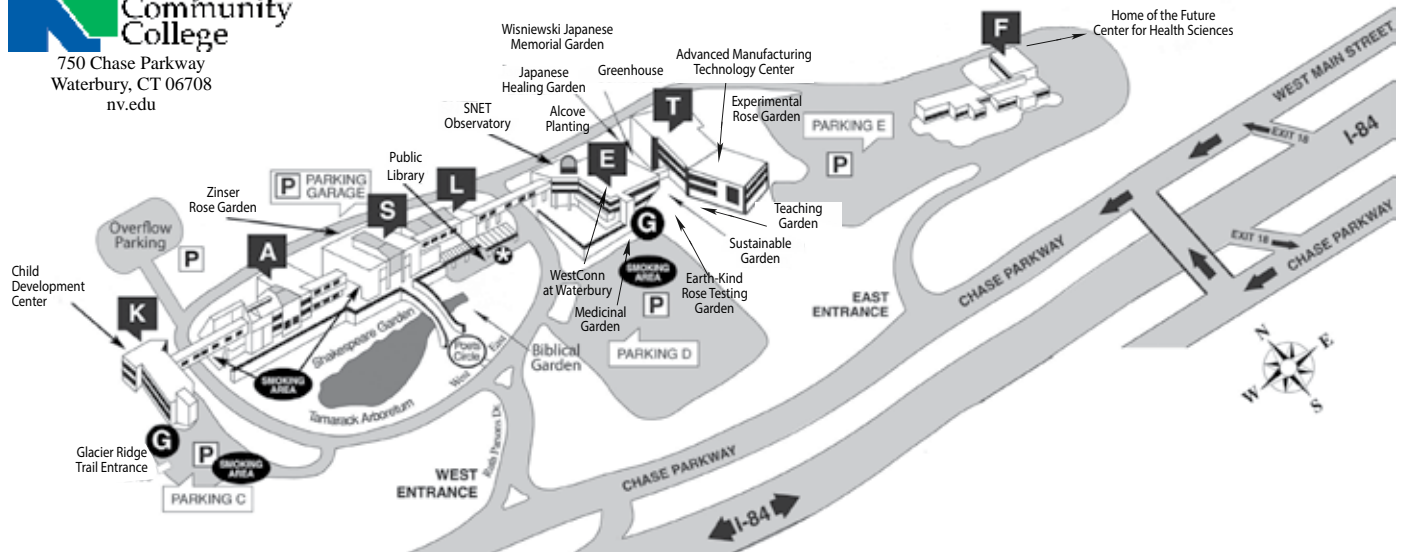 Community
College
750 Chase Parkway
Waterbury, CT 06708
nv.edu
Wisniewski Japanese
Memorial Garden
Japanese
Healing Garden
Greenhouse
Advanced Manufacturing
Technology Center
Home of the Future
Center for Health Sciences
F
T
SNET
Observatory
Alcove
Planting
Experimental
Rose Garden
PARKING E
P
WEST MAIN STREET
EXIT 18
I-84
Public
Library
E
L
P PARKING
GARAGE
S
Zinser
Rose Garden
Overflow
Parking
P
A
G
Teaching
Garden
Sustainable
Garden
EXIT 18
CHASE PARKWAY
CHASE PARKWAY
Child
Development
Center
K
*
WestConn
at Waterbury
SMOKING
AREA
P
Medicinal
Garden
Earth-Kind
Rose Testing
Garden
EAST
ENTRANCE
Shakespeare Garden
Poets
Circle
Biblical
Garden
PARKING D
West
East
SMOKING
AREA
Tamarack Arboretum
N
E
W
S
Ruth Parsons Dr.
G
Glacier Ridge
Trail Entrance
P
SMOKING
AREA
PARKING C
WEST
ENTRANCE
CHASE PARKWAY
I-84